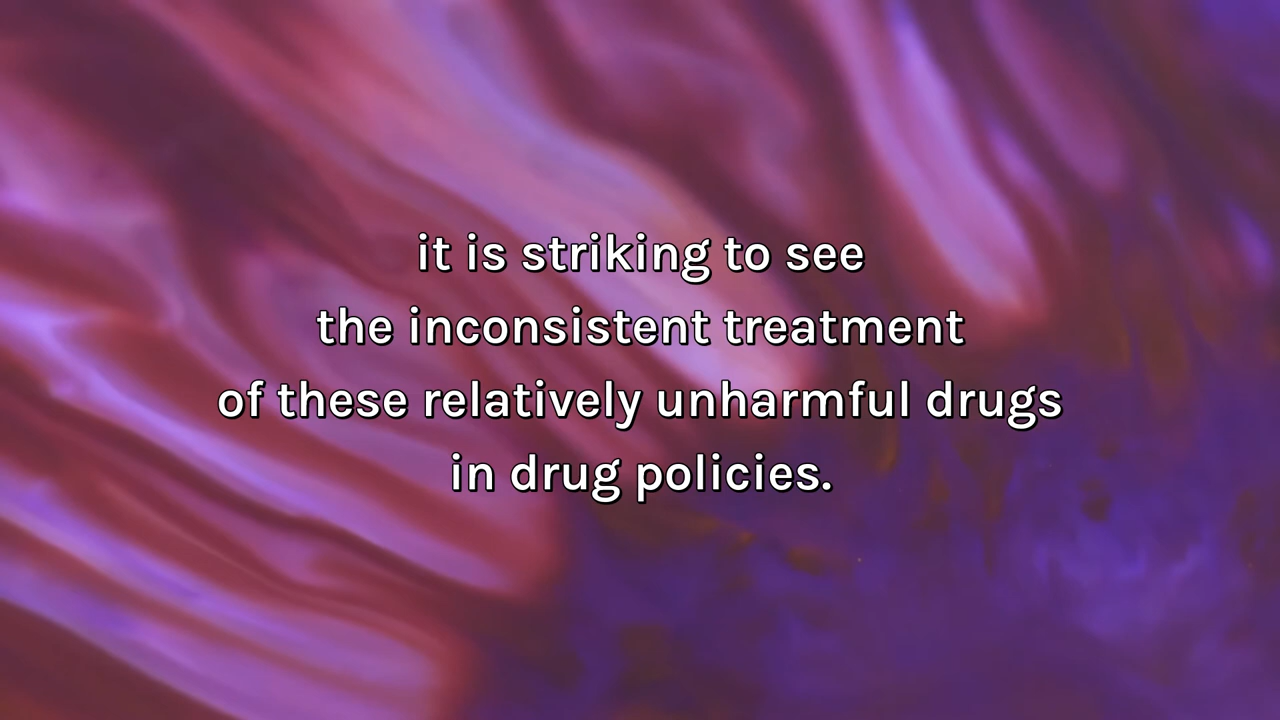 it is striking to see
the inconsistent treatment
of these relatively unharmful drugs
in drug policies.